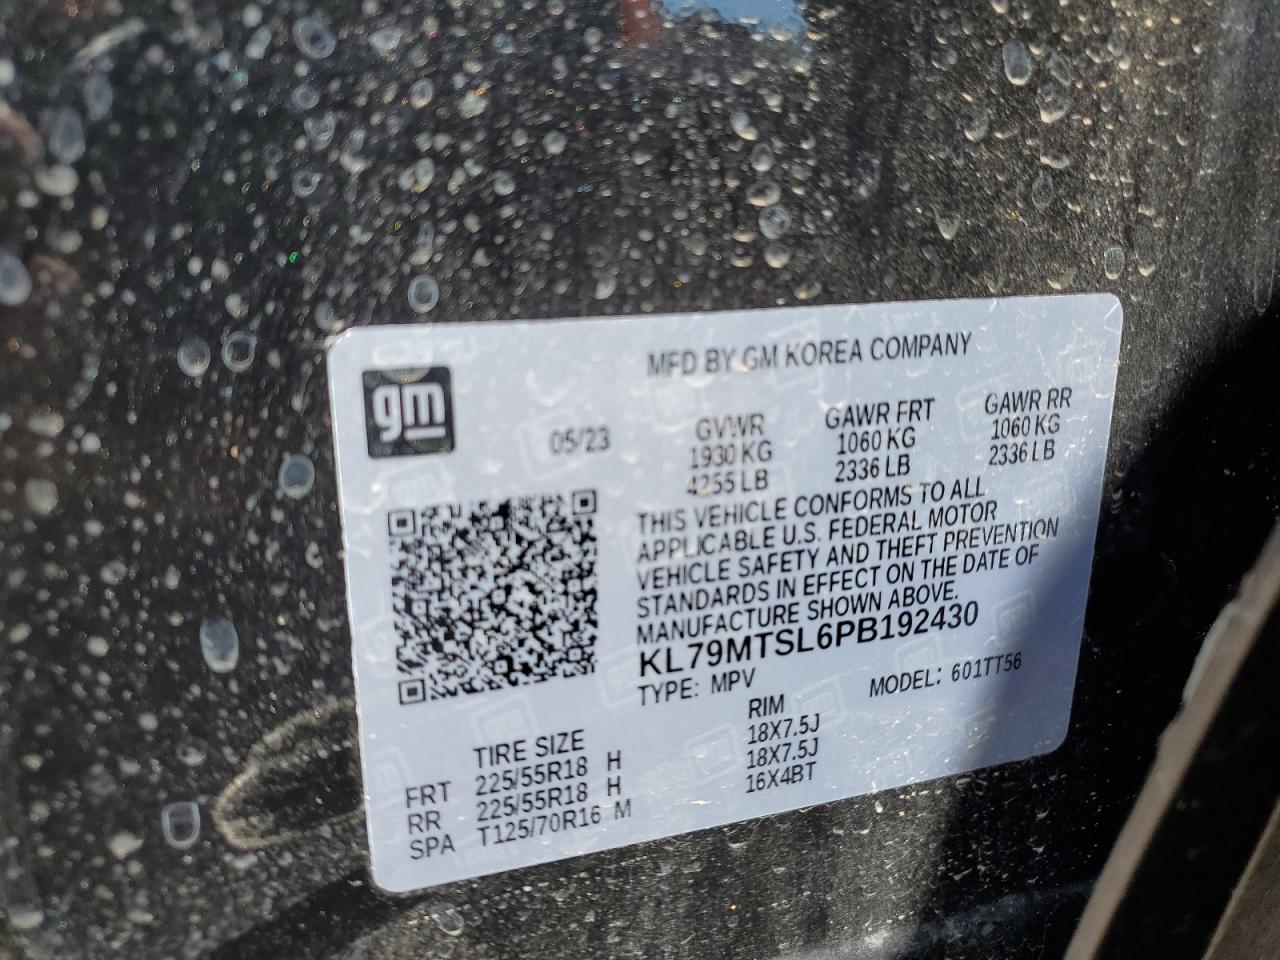 gm
MFD BY GM KOREA COMPANY
05/23
GVWR GAWR FRT GAWR RR
1930 KG 1060 KG 1060 KG
4255 LB 2336 LB 2336 LB
THIS VEHICLE CONFORMS TO ALL
APPLICABLE U.S. FEDERAL MOTOR
VEHICLE SAFETY AND THEFT PREVENTION
STANDARDS IN EFFECT ON THE DATE OF
MANUFACTURE SHOWN ABOVE.
KL79MTSL6PB192430
TYPE: MPV MODEL: 601TT56
TIRE SIZE RIM
FRT 225/55R18 H 18X7.5J
RR 225/55R18 H 18X7.5J
SPA T125/70R16 M 16X4BT